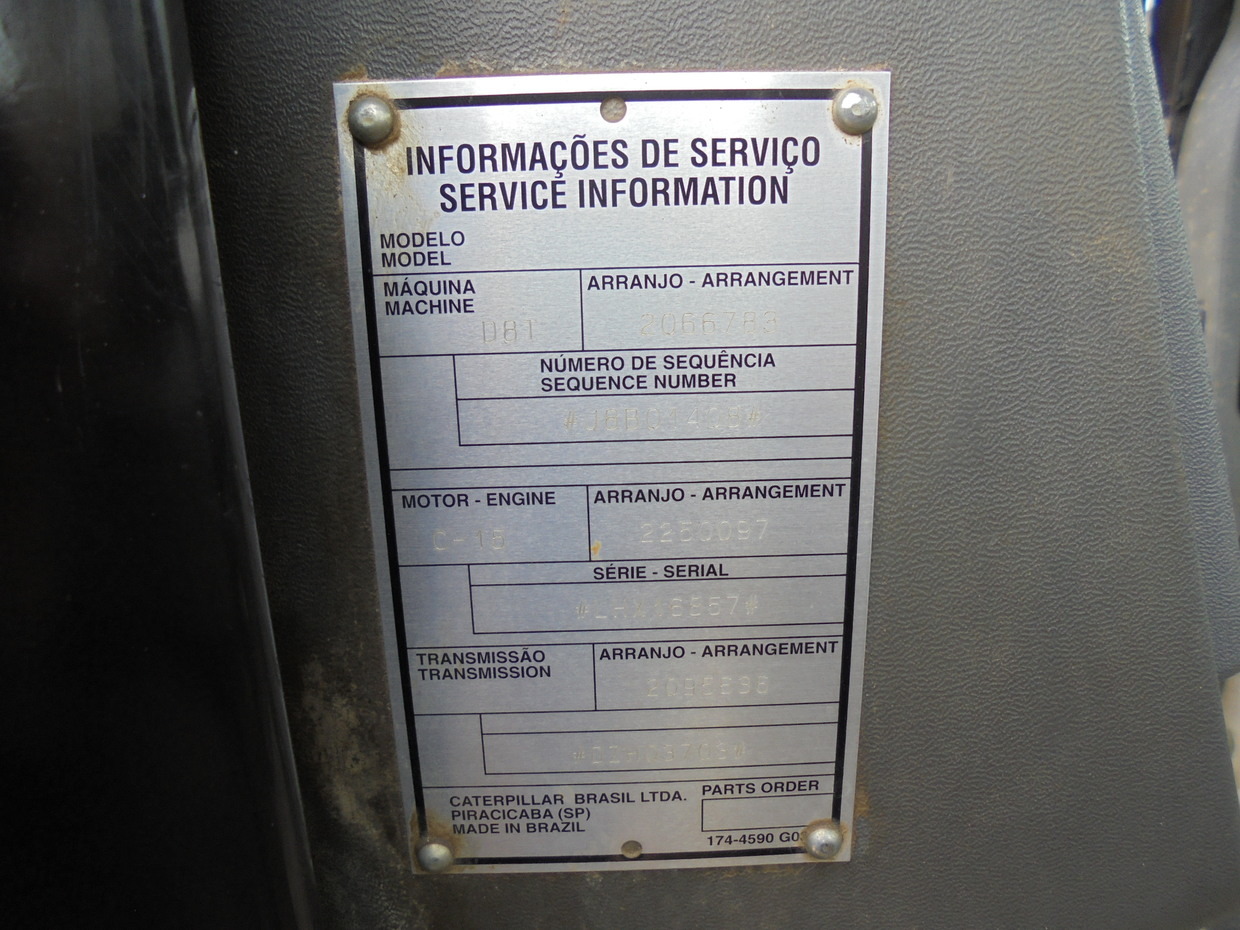 INFORMAÇÕES DE SERVIÇO
SERVICE INFORMATION
MODELO
MODEL
MÁQUINA
MACHINE
ARRANJO - ARRANGEMENT
D8T
2066783
NÚMERO DE SEQUÊNCIA
SEQUENCE NUMBER
MOTOR - ENGINE
ARRANJO - ARRANGEMENT
C-15
SÉRIE - SERIAL
TRANSMISSÃO
TRANSMISSION
ARRANJO - ARRANGEMENT
CATERPILLAR BRASIL LTDA.
PIRACICABA (SP)
MADE IN BRAZIL
PARTS ORDER
174-4590